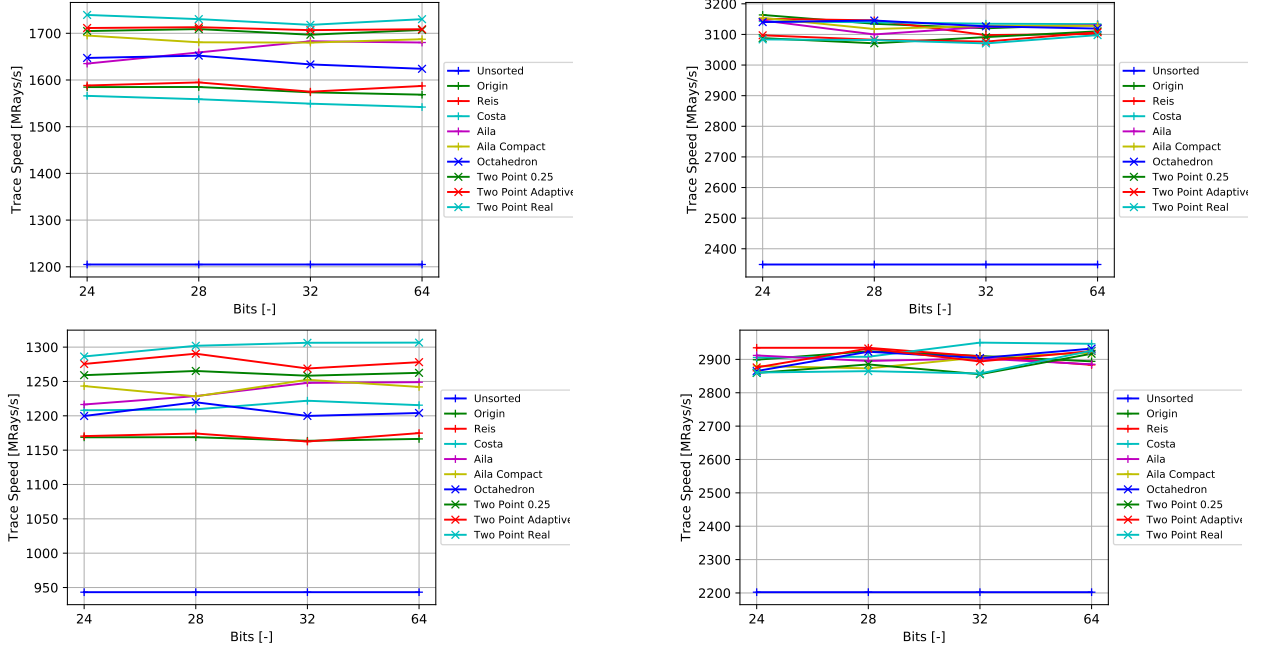 Trace Speed [MRays/s]
1700
1600
1500
1400
1300
1200
24 28 32 64
Bits [-]
Unsorted
Origin
Reis
Costa
Aila
Aila Compact
Octahedron
Two Point 0.25
Two Point Adaptive
Two Point Real
Trace Speed [MRays/s]
3200
3100
3000
2900
2800
2700
2600
2500
2400
24 28 32 64
Bits [-]
Unsorted
Origin
Reis
Costa
Aila
Aila Compact
Octahedron
Two Point 0.25
Two Point Adaptive
Two Point Real
Trace Speed [MRays/s]
1300
1250
1200
1150
1100
1050
1000
950
24 28 32 64
Bits [-]
Unsorted
Origin
Reis
Costa
Aila
Aila Compact
Octahedron
Two Point 0.25
Two Point Adaptive
Two Point Real
Trace Speed [MRays/s]
2900
2800
2700
2600
2500
2400
2300
2200
24 28 32 64
Bits [-]
Unsorted
Origin
Reis
Costa
Aila
Aila Compact
Octahedron
Two Point 0.25
Two Point Adaptive
Two Point Real